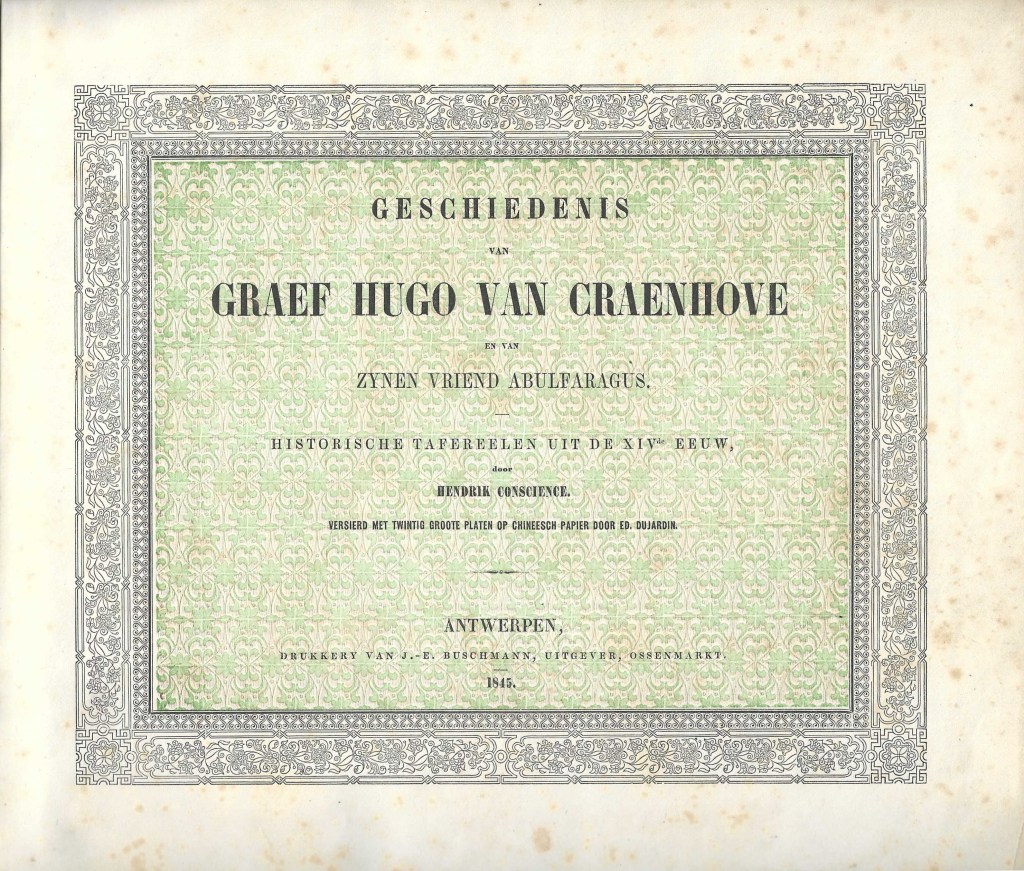 GESCHIEDENIS
VAN
GRAEF HUGO VAN CRAENHOVE
EN VAN
ZYNEN VRIEND ABULFARAGUS.
HISTORISCHE TAFEREELEN UIT DE XIVde EEUW,
door
HENDRIK CONSCIENCE.
VERSIERD MET TWINTIG GROOTE PLATEN OP CHINEESCH PAPIER DOOR ED. DUJARDIN.
ANTWERPEN,
DRUKKERY VAN J.-E. BUSCHMANN, UITGEVER, OSSENMARKT.
1845.